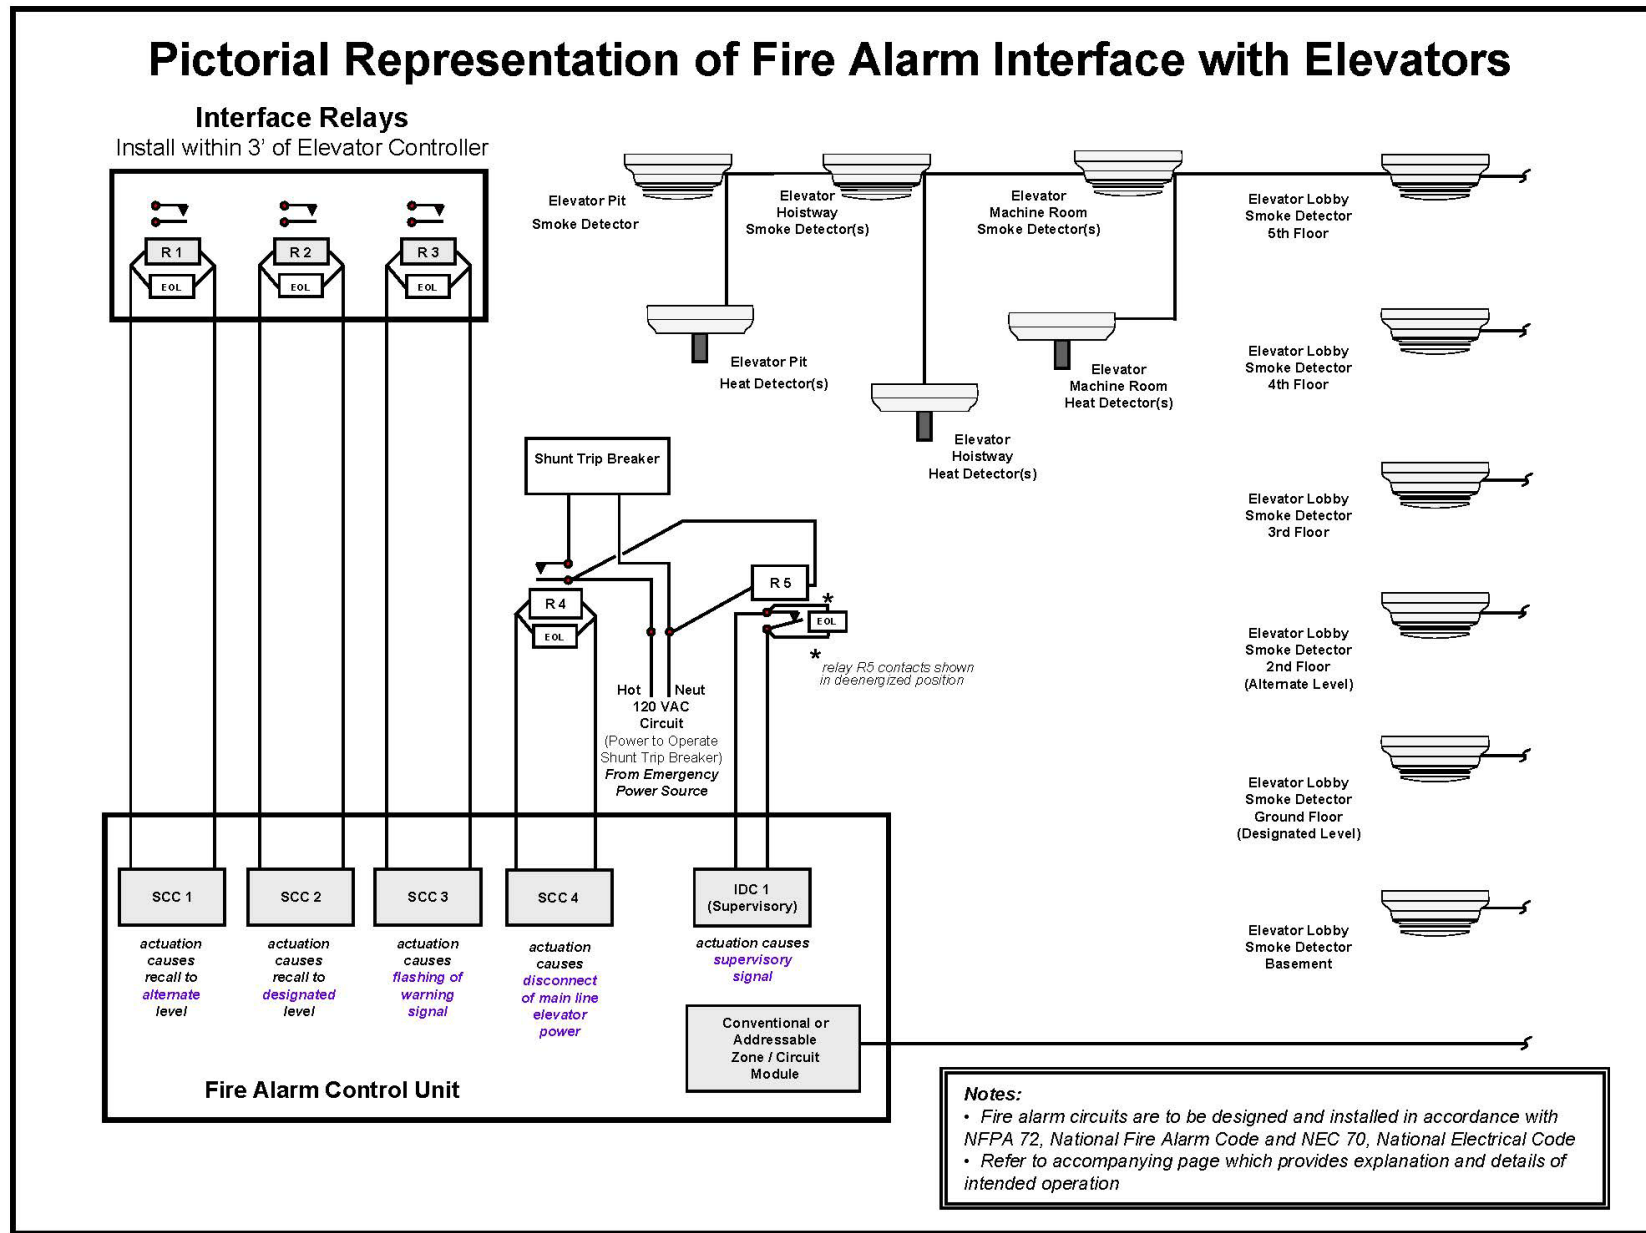 Pictorial Representation of Fire Alarm Interface with Elevators
Interface Relays
Install within 3' of Elevator Controller
R 1
EOL
R 2
EOL
R 3
EOL
Elevator Pit
Smoke Detector
Elevator
Hoistway
Smoke Detector(s)
Elevator
Machine Room
Smoke Detector(s)
Elevator Lobby
Smoke Detector
5th Floor
Elevator Pit
Heat Detector(s)
Elevator
Hoistway
Heat Detector(s)
Elevator
Machine Room
Heat Detector(s)
Elevator Lobby
Smoke Detector
4th Floor
Elevator Lobby
Smoke Detector
3rd Floor
Elevator Lobby
Smoke Detector
2nd Floor
(Alternate Level)
Elevator Lobby
Smoke Detector
Ground Floor
(Designated Level)
Elevator Lobby
Smoke Detector
Basement
Shunt Trip Breaker
R 4
EOL
R 5
*
EOL
* relay R5 contacts shown
in deenergized position
Hot Neut
120 VAC
Circuit
(Power to Operate
Shunt Trip Breaker)
From Emergency
Power Source
SCC 1
actuation
causes
recall to
alternate
level
SCC 2
actuation
causes
recall to
designated
level
SCC 3
actuation
causes
flashing of
warning
signal
SCC 4
actuation
causes
disconnect
of main line
elevator
power
IDC 1
(Supervisory)
actuation causes
supervisory
signal
Conventional or
Addressable
Zone / Circuit
Module
Fire Alarm Control Unit
Notes:
• Fire alarm circuits are to be designed and installed in accordance with
NFPA 72, National Fire Alarm Code and NEC 70, National Electrical Code
• Refer to accompanying page which provides explanation and details of
intended operation